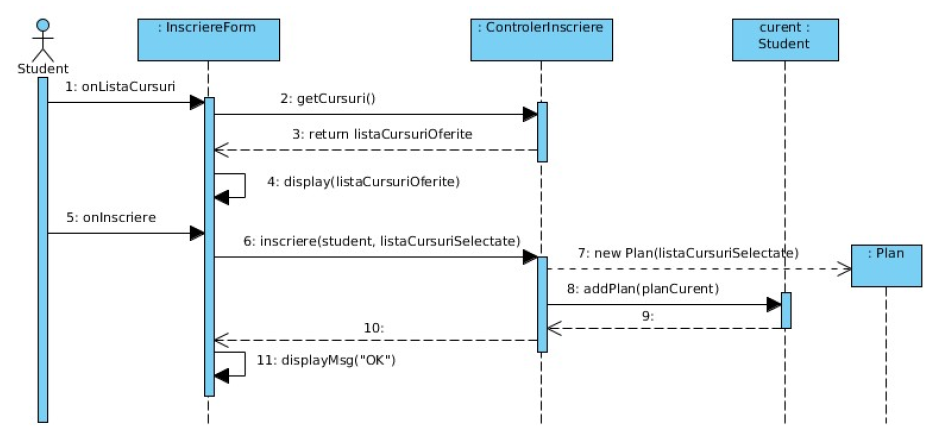 : InscriereForm
: ControlerInscriere
curent :
Student
Student
1: onListaCursuri
2: getCursuri()
3: return listaCursuriOferite
4: display(listaCursuriOferite)
5: onInscriere
6: inscriere(student, listaCursuriSelectate)
7: new Plan(listaCursuriSelectate)
: Plan
8: addPlan(planCurent)
9:
10:
11: displayMsg("OK")